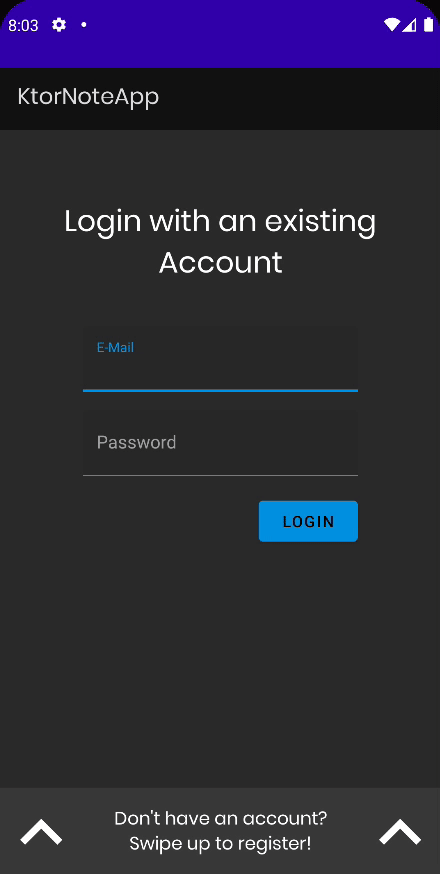 8:03
KtorNoteApp
Login with an existing
Account
E-Mail
Password
LOGIN
Don't have an account?
Swipe up to register!